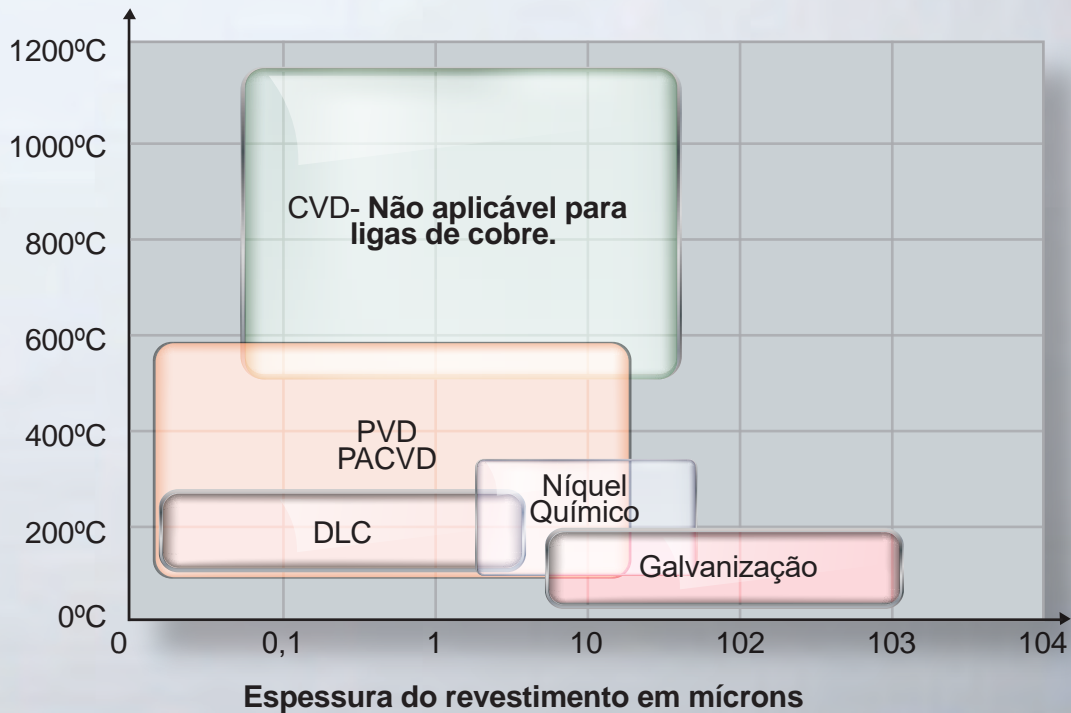 1200ºC
1000ºC
800ºC
600ºC
400ºC
200ºC
0ºC
CVD- Não aplicável para
ligas de cobre.
PVD
PACVD
Níquel
Químico
DLC
Galvanização
0 0,1 1 10 102 103 104
Espessura do revestimento em mícrons